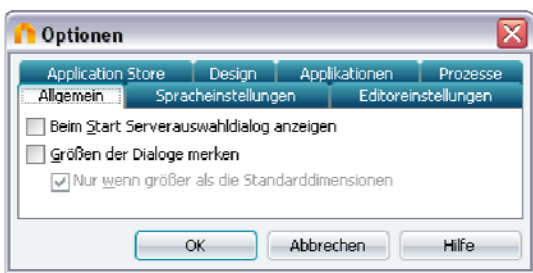 Optionen
Application Store Design Applikationen Prozesse
Allgemein Spracheinstellungen Editoreinstellungen
Beim Start Serverauswahldialog anzeigen
Größen der Dialoge merken
Nur wenn größer als die Standarddimensionen
OK Abbrechen Hilfe